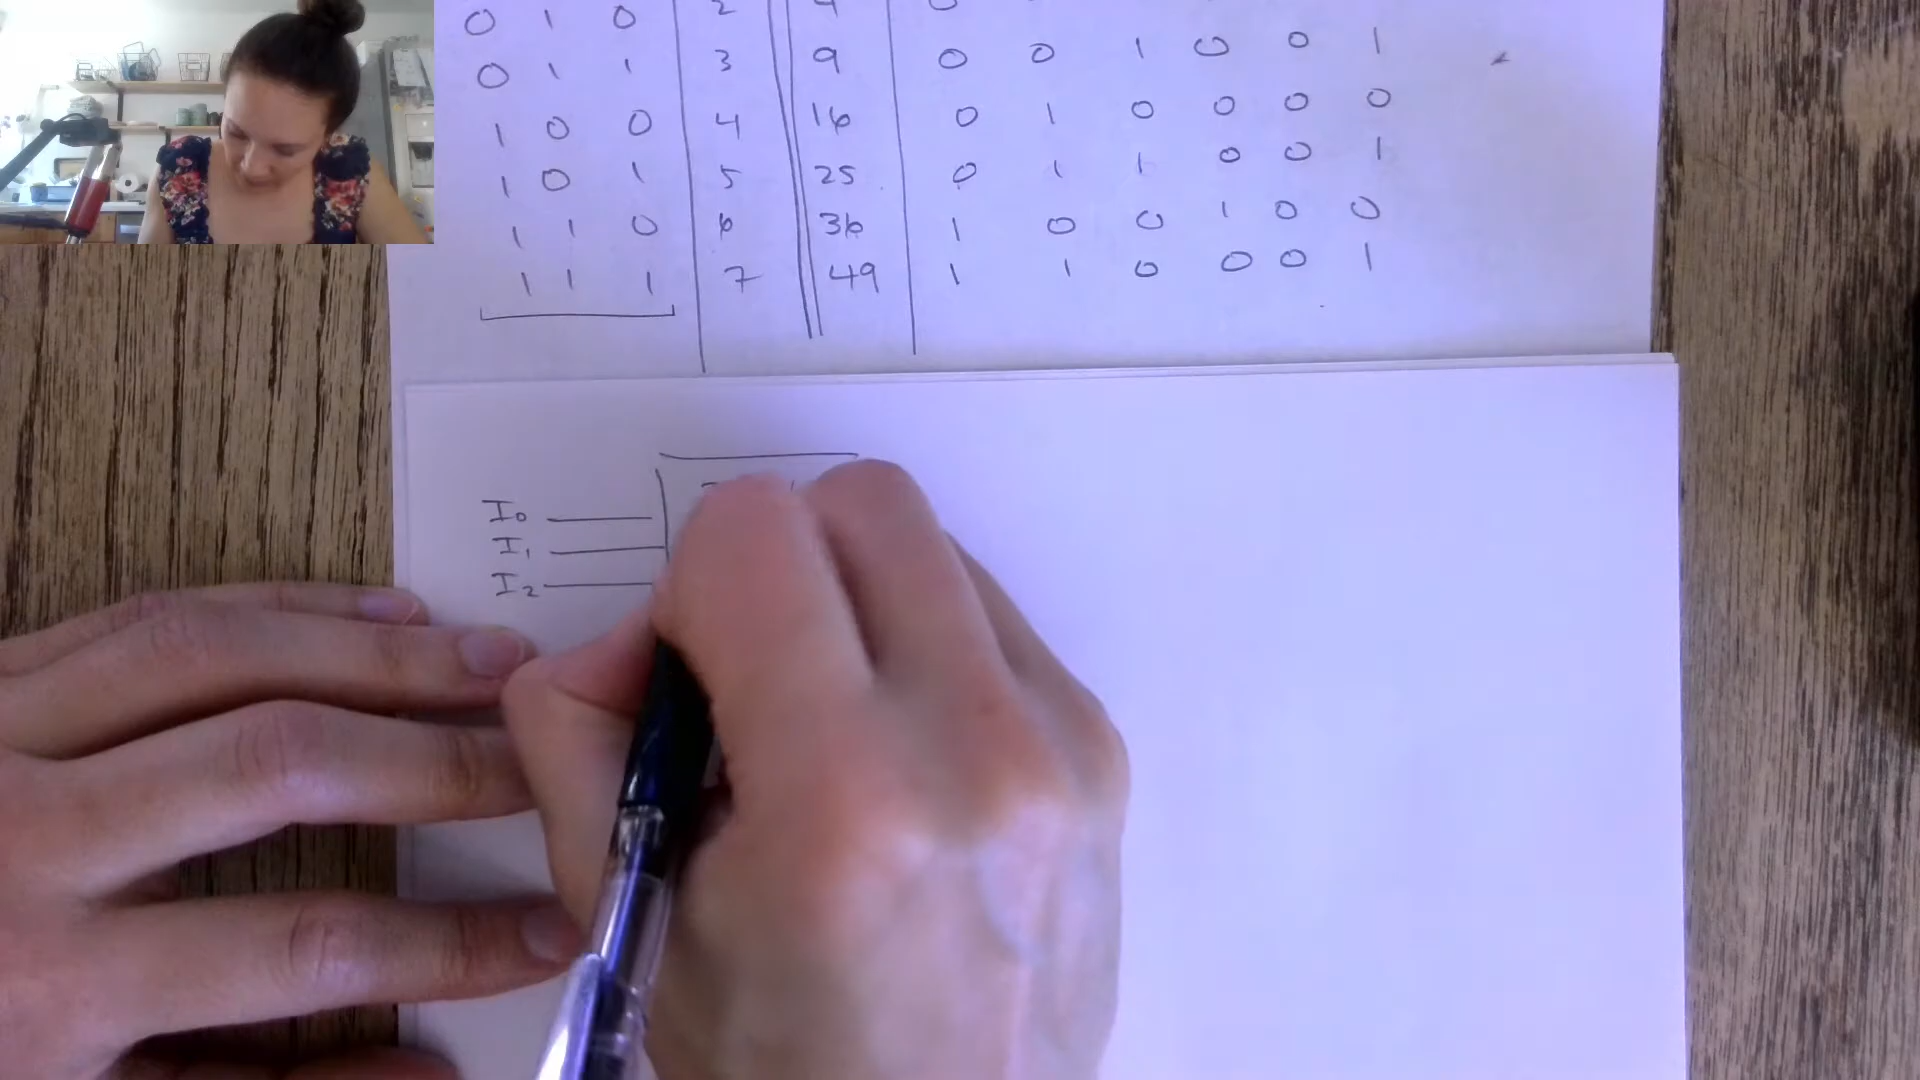 0 1 0 2 4 0
0 1 1 3 9 0 0 1 0 0 1
1 0 0 4 16 0 1 0 0 0 0
1 0 1 5 25 0 1 1 0 0 1
1 1 0 6 36 1 0 0 1 0 0
1 1 1 7 49 1 1 0 0 0 1
I0
I1
I2